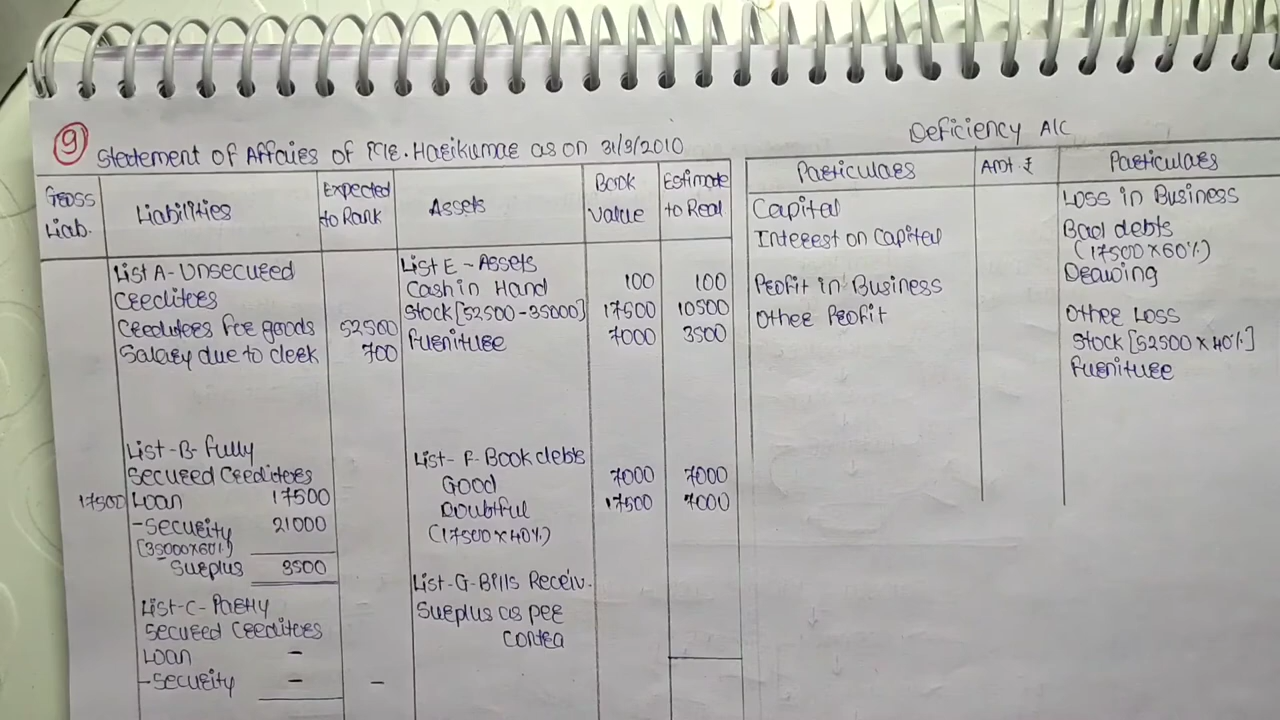 9 Statement of Affairs of Mr. Harikumar as on 31/3/2010
Gross Liab. | Liabilities | Expected to Rank | Assets | Book Value | Estimate to Real
List A - Unsecured | List E - Assets
Creditors | Cash in Hand | 100 | 100
Creditors for goods | 52500 | Stock [52500 - 35000] | 17500 | 10500
Salary due to clerk | 700 | Furniture | 7000 | 3500
List - B - Fully | List - F - Book debts
Secured Creditors | Good | 7000 | 7000
17500 | Loan 17500 | Doubtful | 17500 | 7000
- Security 21000 | (17500 x 40%)
[35000x60%]
Surplus 3500 | List - G - Bills Receiv.
List - C - Partly | Surplus as per
Secured Creditors | Contra
Loan -
- Security - | -
Deficiency A/C
Particulars | Amt. ₹ | Particulars
Capital | Loss in Business
Interest on Capital | Bad debts
(17500 x 60%)
Profit in Business | Drawing
Other Profit | Other Loss
Stock [52500 x 40%]
Furniture